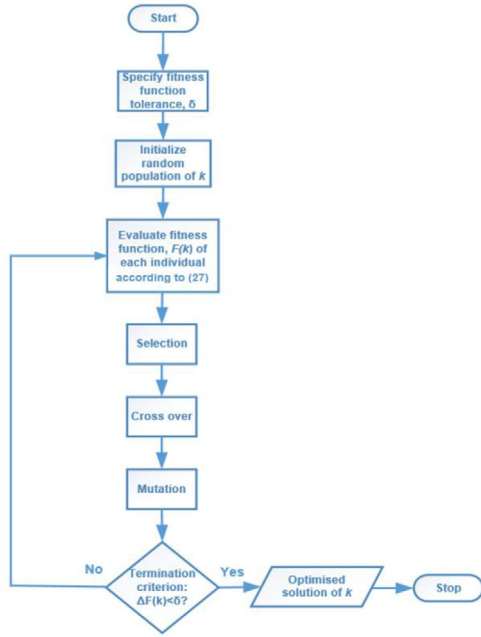 Start
Specify fitness
function
tolerance, δ
Initialize
random
population of k
Evaluate fitness
function, F(k) of
each individual
according to (27)
Selection
Cross over
Mutation
No
Termination
criterion:
ΔF(k)<δ?
Yes
Optimised
solution of k
Stop